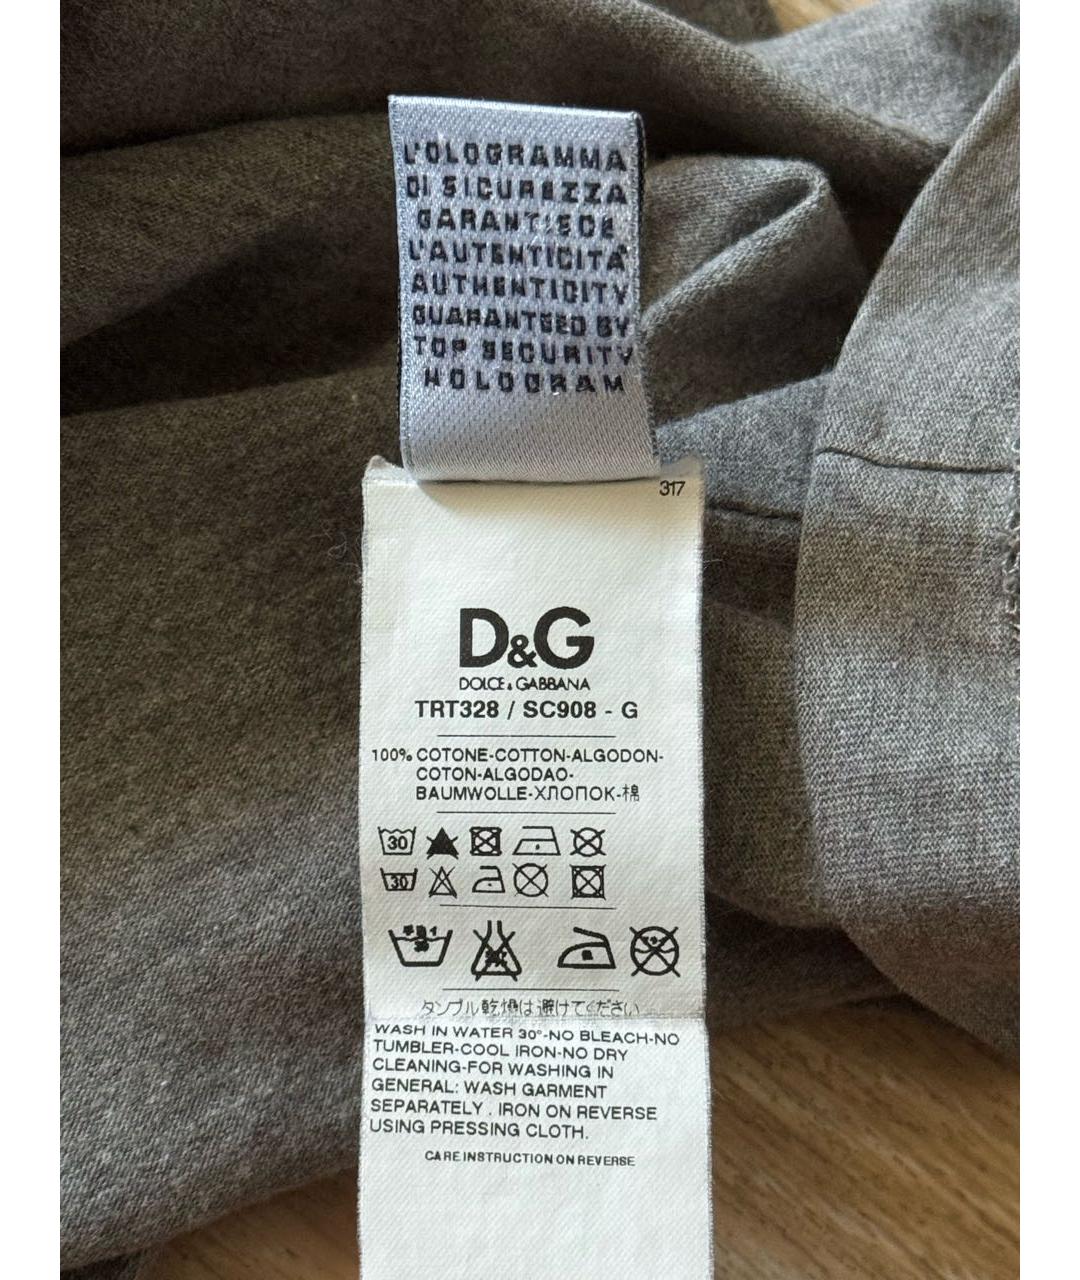 L'OLOGRAMMA
DI SICUREZZA
GARANTISCE
L'AUTENTICITÀ
AUTHENTICITY
GUARANTEED BY
TOP SECURITY
HOLOGRAM
317
D&G
DOLCE & GABBANA
TRT328 / SC908 - G
100% COTONE-COTTON-ALGODON-
COTON-ALGODAO-
BAUMWOLLE-ХЛОПОК-棉
30
30
30
タンブル乾燥は避けてください
WASH IN WATER 30°-NO BLEACH-NO
TUMBLER-COOL IRON-NO DRY
CLEANING-FOR WASHING IN
GENERAL: WASH GARMENT
SEPARATELY . IRON ON REVERSE
USING PRESSING CLOTH.
CARE INSTRUCTION ON REVERSE